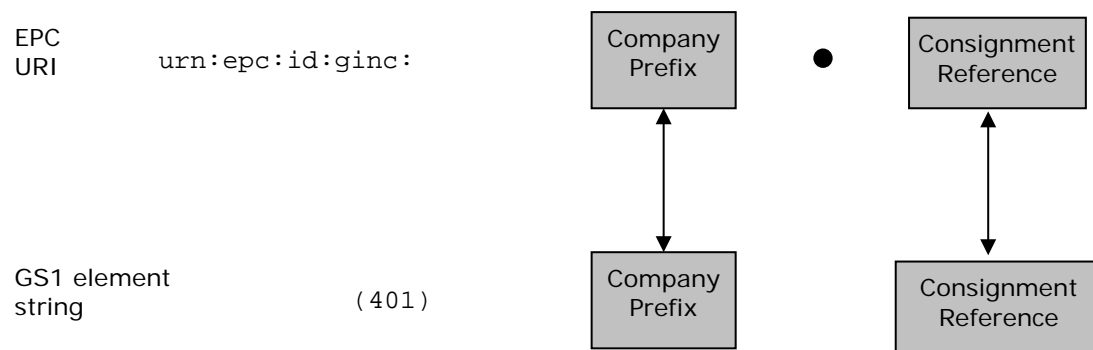 EPC
URI
urn:epc:id:ginc:
Company
Prefix
●
Consignment
Reference
GS1 element
string
(401)
Company
Prefix
Consignment
Reference